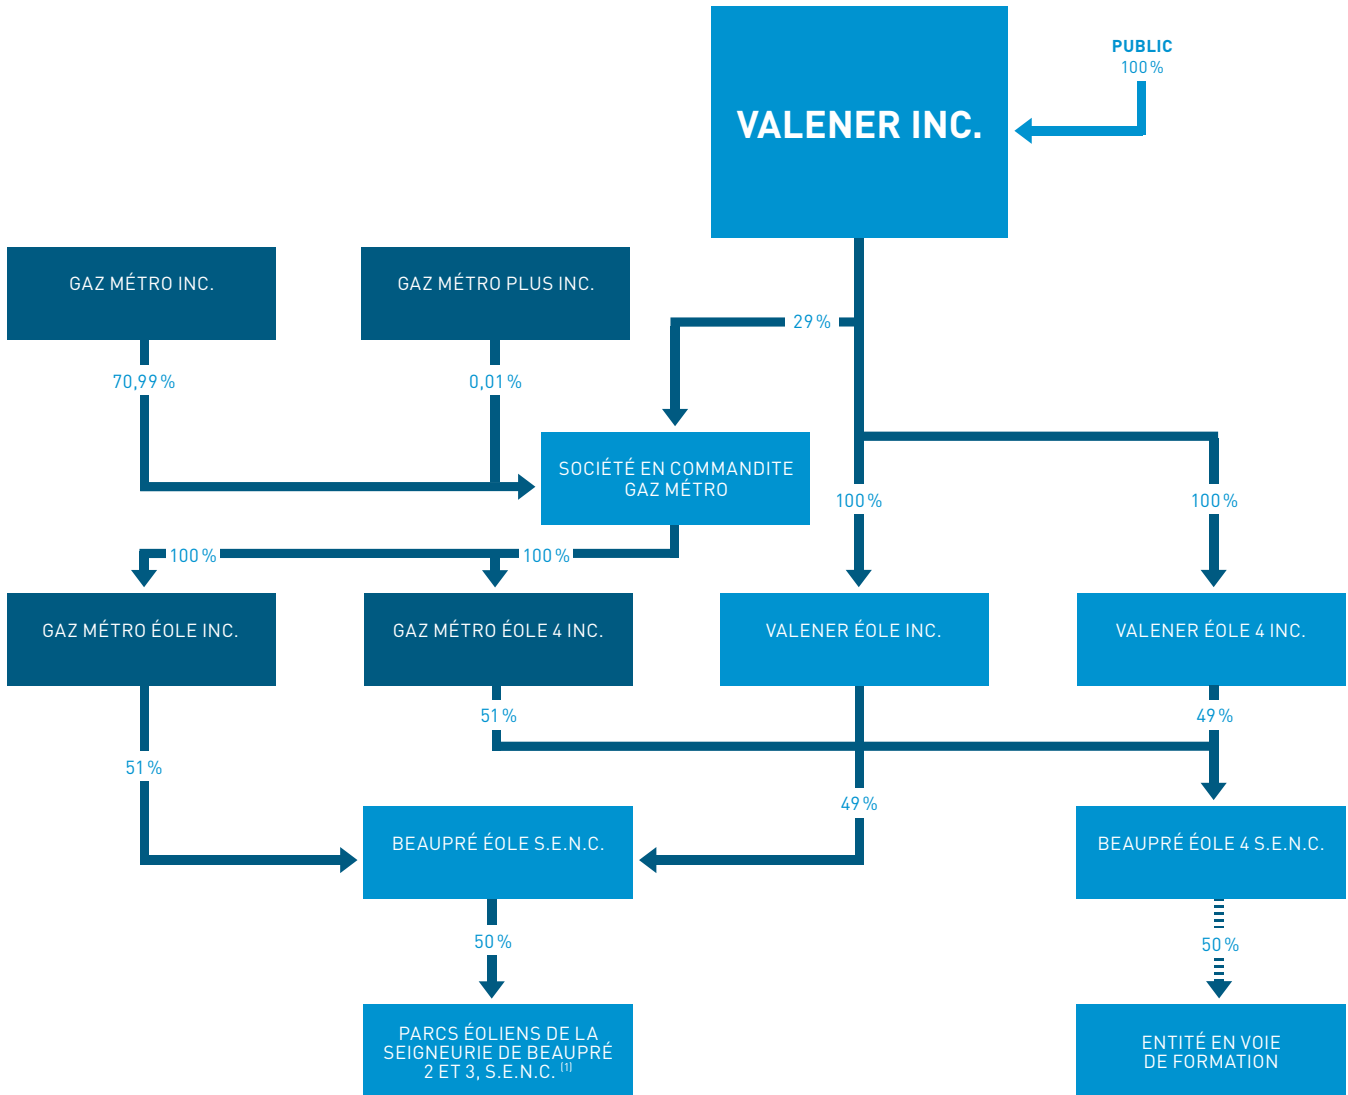 PUBLIC
100 %
VALENER INC.
GAZ MÉTRO INC.
GAZ MÉTRO PLUS INC.
29 %
70,99 %
0,01 %
SOCIÉTÉ EN COMMANDITE
GAZ MÉTRO
100 %
100 %
100 %
100 %
GAZ MÉTRO ÉOLE INC.
GAZ MÉTRO ÉOLE 4 INC.
VALENER ÉOLE INC.
VALENER ÉOLE 4 INC.
51 %
49 %
51 %
49 %
BEAUPRÉ ÉOLE S.E.N.C.
BEAUPRÉ ÉOLE 4 S.E.N.C.
50 %
50 %
PARCS ÉOLIENS DE LA
SEIGNEURIE DE BEAUPRÉ
2 ET 3, S.E.N.C. (1)
ENTITÉ EN VOIE
DE FORMATION